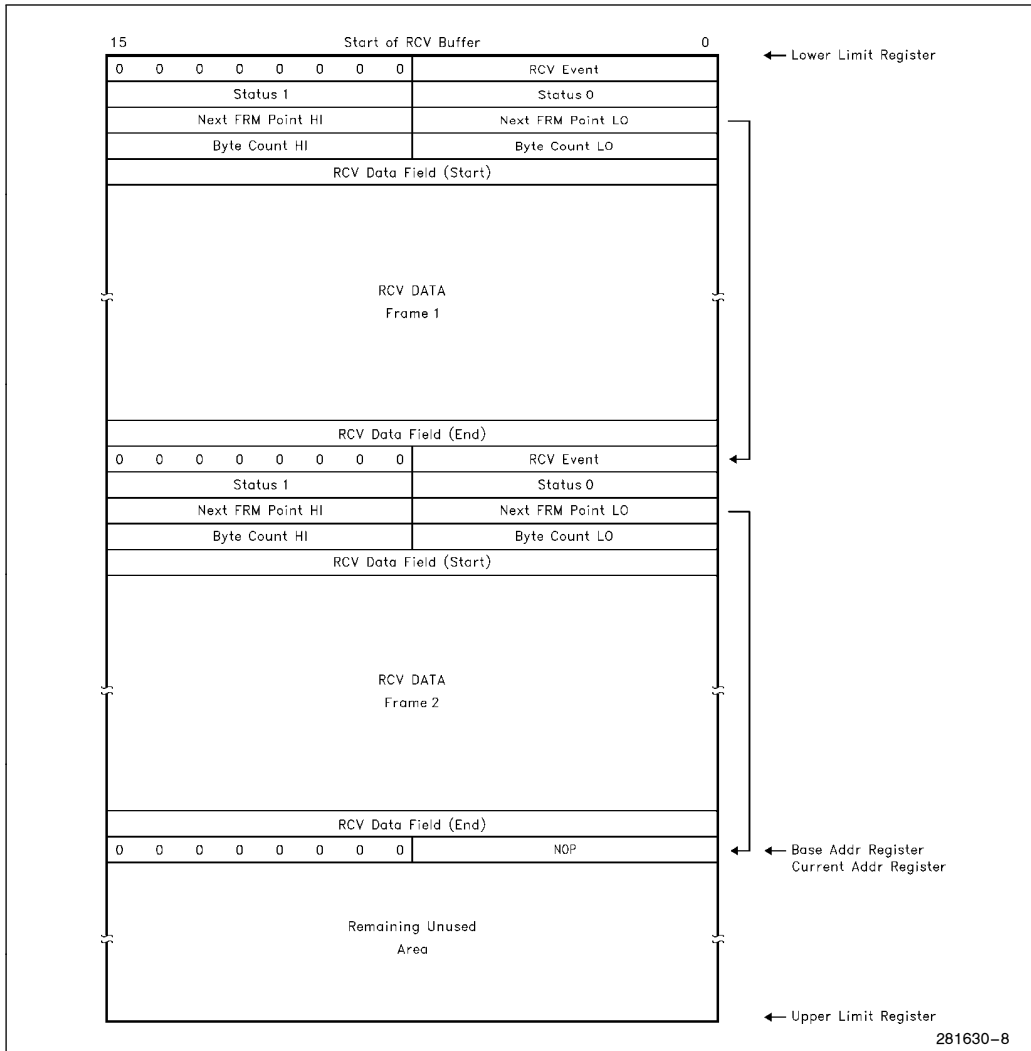 15 Start of RCV Buffer 0
← Lower Limit Register
0 0 0 0 0 0 0 0 RCV Event
Status 1 Status 0
Next FRM Point HI Next FRM Point LO
Byte Count HI Byte Count LO
RCV Data Field (Start)
RCV DATA
Frame 1
RCV Data Field (End)
0 0 0 0 0 0 0 0 RCV Event
Status 1 Status 0
Next FRM Point HI Next FRM Point LO
Byte Count HI Byte Count LO
RCV Data Field (Start)
RCV DATA
Frame 2
RCV Data Field (End)
0 0 0 0 0 0 0 0 NOP
← Base Addr Register
Current Addr Register
Remaining Unused
Area
← Upper Limit Register
281630–8